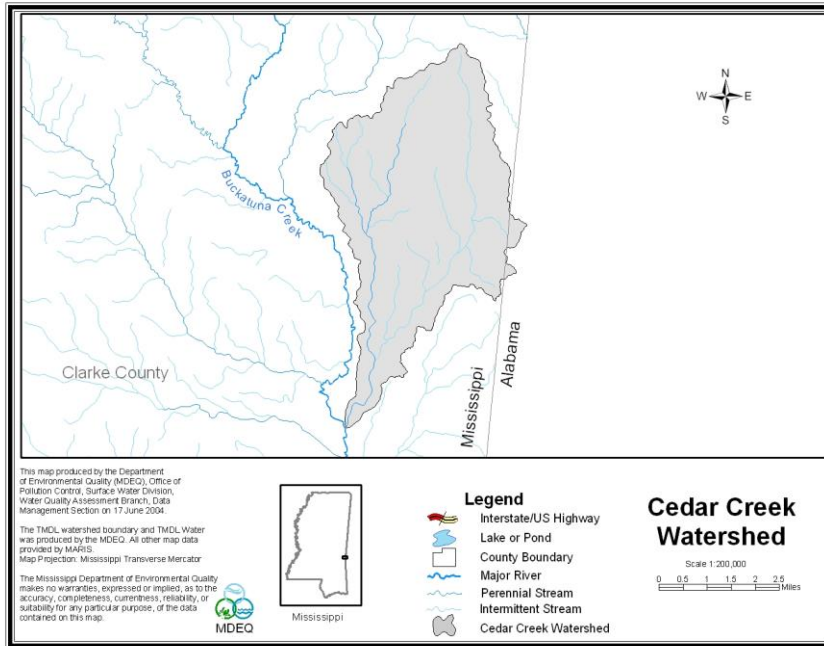 N
W E
S
Buckatuna Creek
Clarke County
Mississippi
Alabama
This map produced by the Department
of Environmental Quality (MDEQ), Office of
Pollution Control, Surface Water Division,
Water Quality Assessment Branch, Data
Management Section on 17 June 2004.
The TMDL watershed boundary and TMDL Water
was produced by the MDEQ. All other map data
provided by MARIS.
Map Projection: Mississippi Transverse Mercator
The Mississippi Department of Environmental Quality
makes no warranties, expressed or implied, as to the
accuracy, completeness, currentness, reliability, or
suitability for any particular purpose, of the data
contained on this map.
MDEQ
Mississippi
Legend
Interstate/US Highway
Lake or Pond
County Boundary
Major River
Perennial Stream
Intermittent Stream
Cedar Creek Watershed
Cedar Creek
Watershed
Scale 1:200,000
0 0.5 1 1.5 2 2.5
Miles